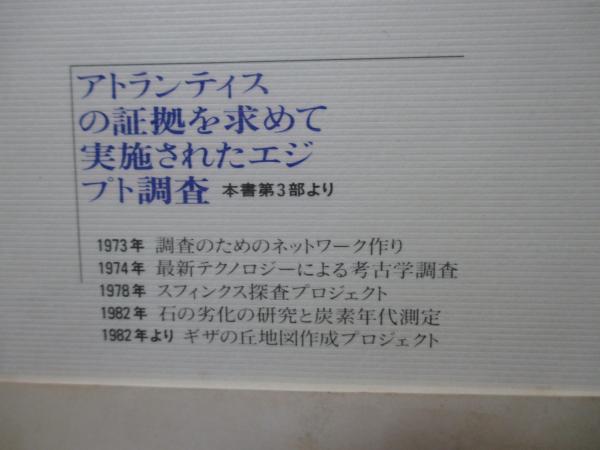 アトランティス
の証拠を求めて
実施されたエジ
プト調査 本書第3部より
1973年 調査のためのネットワーク作り
1974年 最新テクノロジーによる考古学調査
1978年 スフィンクス探査プロジェクト
1982年 石の劣化の研究と炭素年代測定
1982年より ギザの丘地図作成プロジェクト